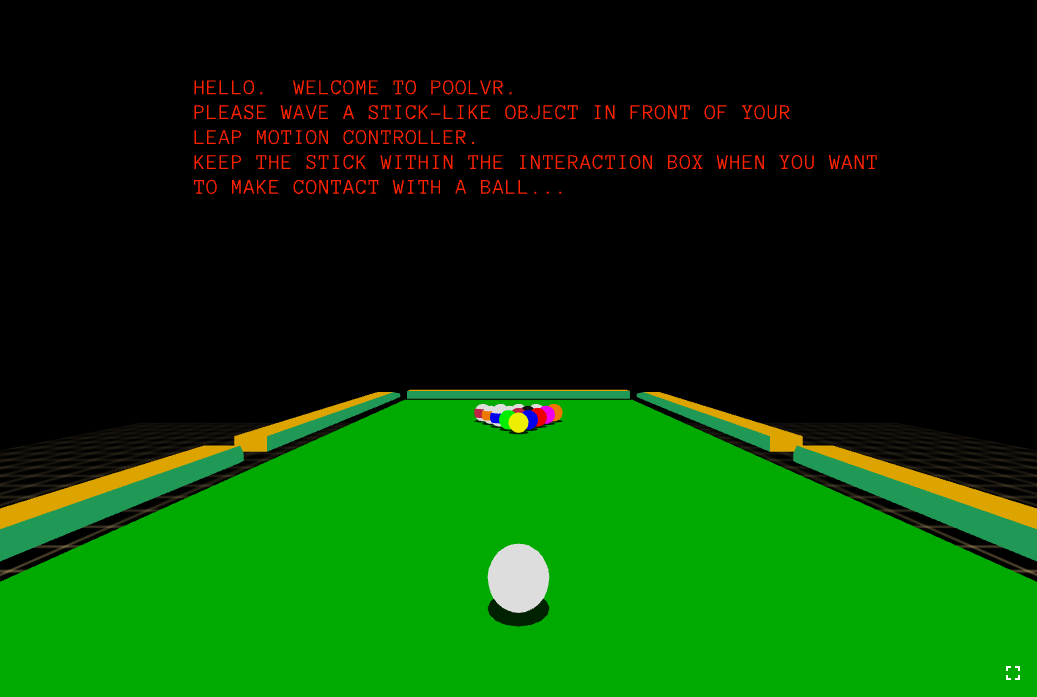 HELLO.  WELCOME TO POOLVR.
PLEASE WAVE A STICK-LIKE OBJECT IN FRONT OF YOUR
LEAP MOTION CONTROLLER.
KEEP THE STICK WITHIN THE INTERACTION BOX WHEN YOU WANT
TO MAKE CONTACT WITH A BALL...